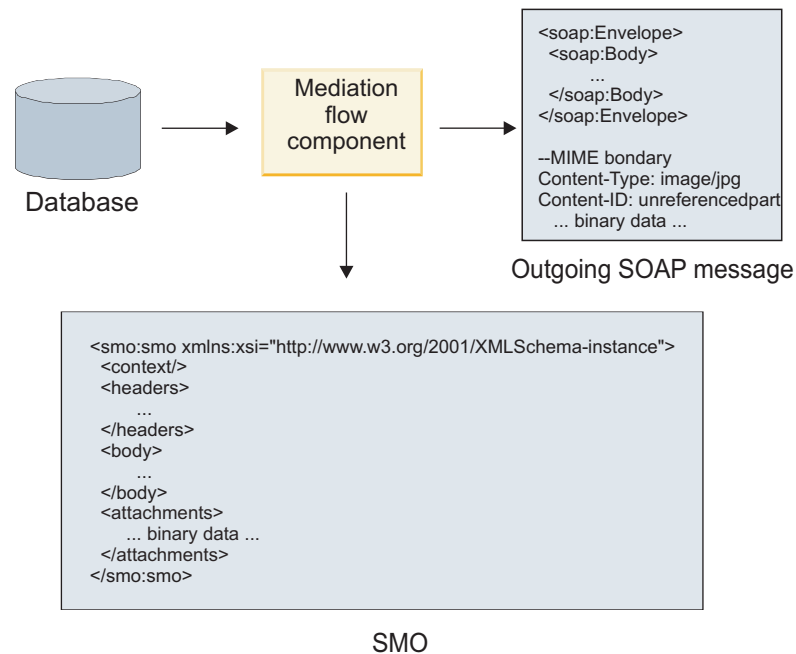 Database
Mediation
flow
component
<soap:Envelope>
<soap:Body>
...
</soap:Body>
</soap:Envelope>
--MIME bondary
Content-Type: image/jpg
Content-ID: unreferencedpart
... binary data ...
Outgoing SOAP message
<smo:smo xmlns:xsi="http://www.w3.org/2001/XMLSchema-instance">
<context/>
<headers>
...
</headers>
<body>
...
</body>
<attachments>
... binary data ...
</attachments>
</smo:smo>
SMO